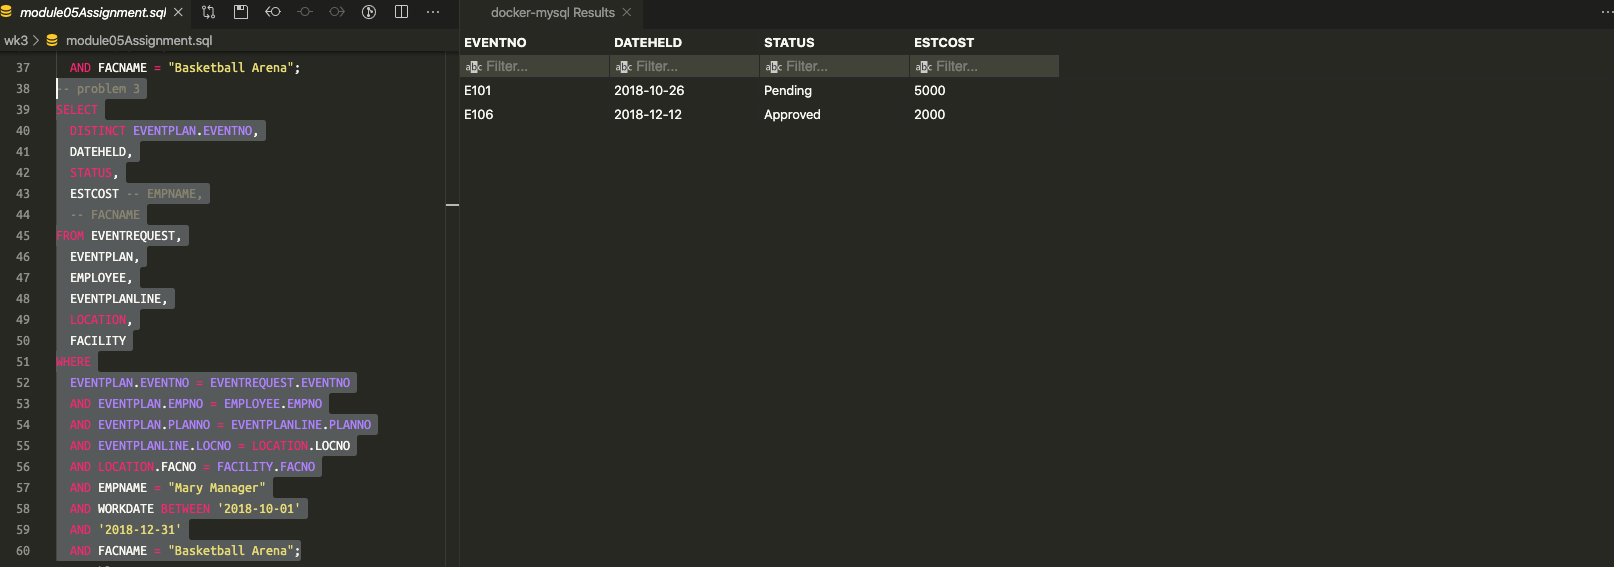 module05Assignment.sql
docker-mysql Results
wk3 > module05Assignment.sql
37 AND FACNAME = "Basketball Arena";
38 -- problem 3
39 SELECT
40 DISTINCT EVENTPLAN.EVENTNO,
41 DATEHELD,
42 STATUS,
43 ESTCOST -- EMPNAME,
44 -- FACNAME
45 FROM EVENTREQUEST,
46 EVENTPLAN,
47 EMPLOYEE,
48 EVENTPLANLINE,
49 LOCATION,
50 FACILITY
51 WHERE
52 EVENTPLAN.EVENTNO = EVENTREQUEST.EVENTNO
53 AND EVENTPLAN.EMPNO = EMPLOYEE.EMPNO
54 AND EVENTPLAN.PLANNO = EVENTPLANLINE.PLANNO
55 AND EVENTPLANLINE.LOCNO = LOCATION.LOCNO
56 AND LOCATION.FACNO = FACILITY.FACNO
57 AND EMPNAME = "Mary Manager"
58 AND WORKDATE BETWEEN '2018-10-01'
59 AND '2018-12-31'
60 AND FACNAME = "Basketball Arena";
EVENTNO DATEHELD STATUS ESTCOST
abc Filter... abc Filter... abc Filter... abc Filter...
E101 2018-10-26 Pending 5000
E106 2018-12-12 Approved 2000